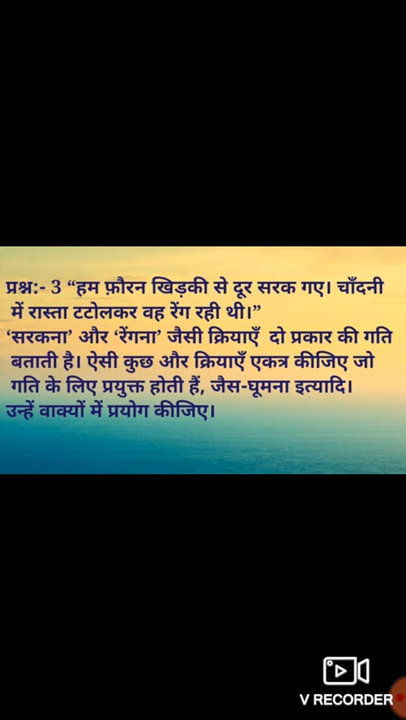 प्रश्न:- 3 “हम फ़ौरन खिड़की से दूर सरक गए। चाँदनी
में रास्ता टटोलकर वह रेंग रही थी।”
‘सरकना’ और ‘रेंगना’ जैसी क्रियाएँ दो प्रकार की गति
बताती है। ऐसी कुछ और क्रियाएँ एकत्र कीजिए जो
गति के लिए प्रयुक्त होती हैं, जैस-घूमना इत्यादि।
उन्हें वाक्यों में प्रयोग कीजिए।
V RECORDER